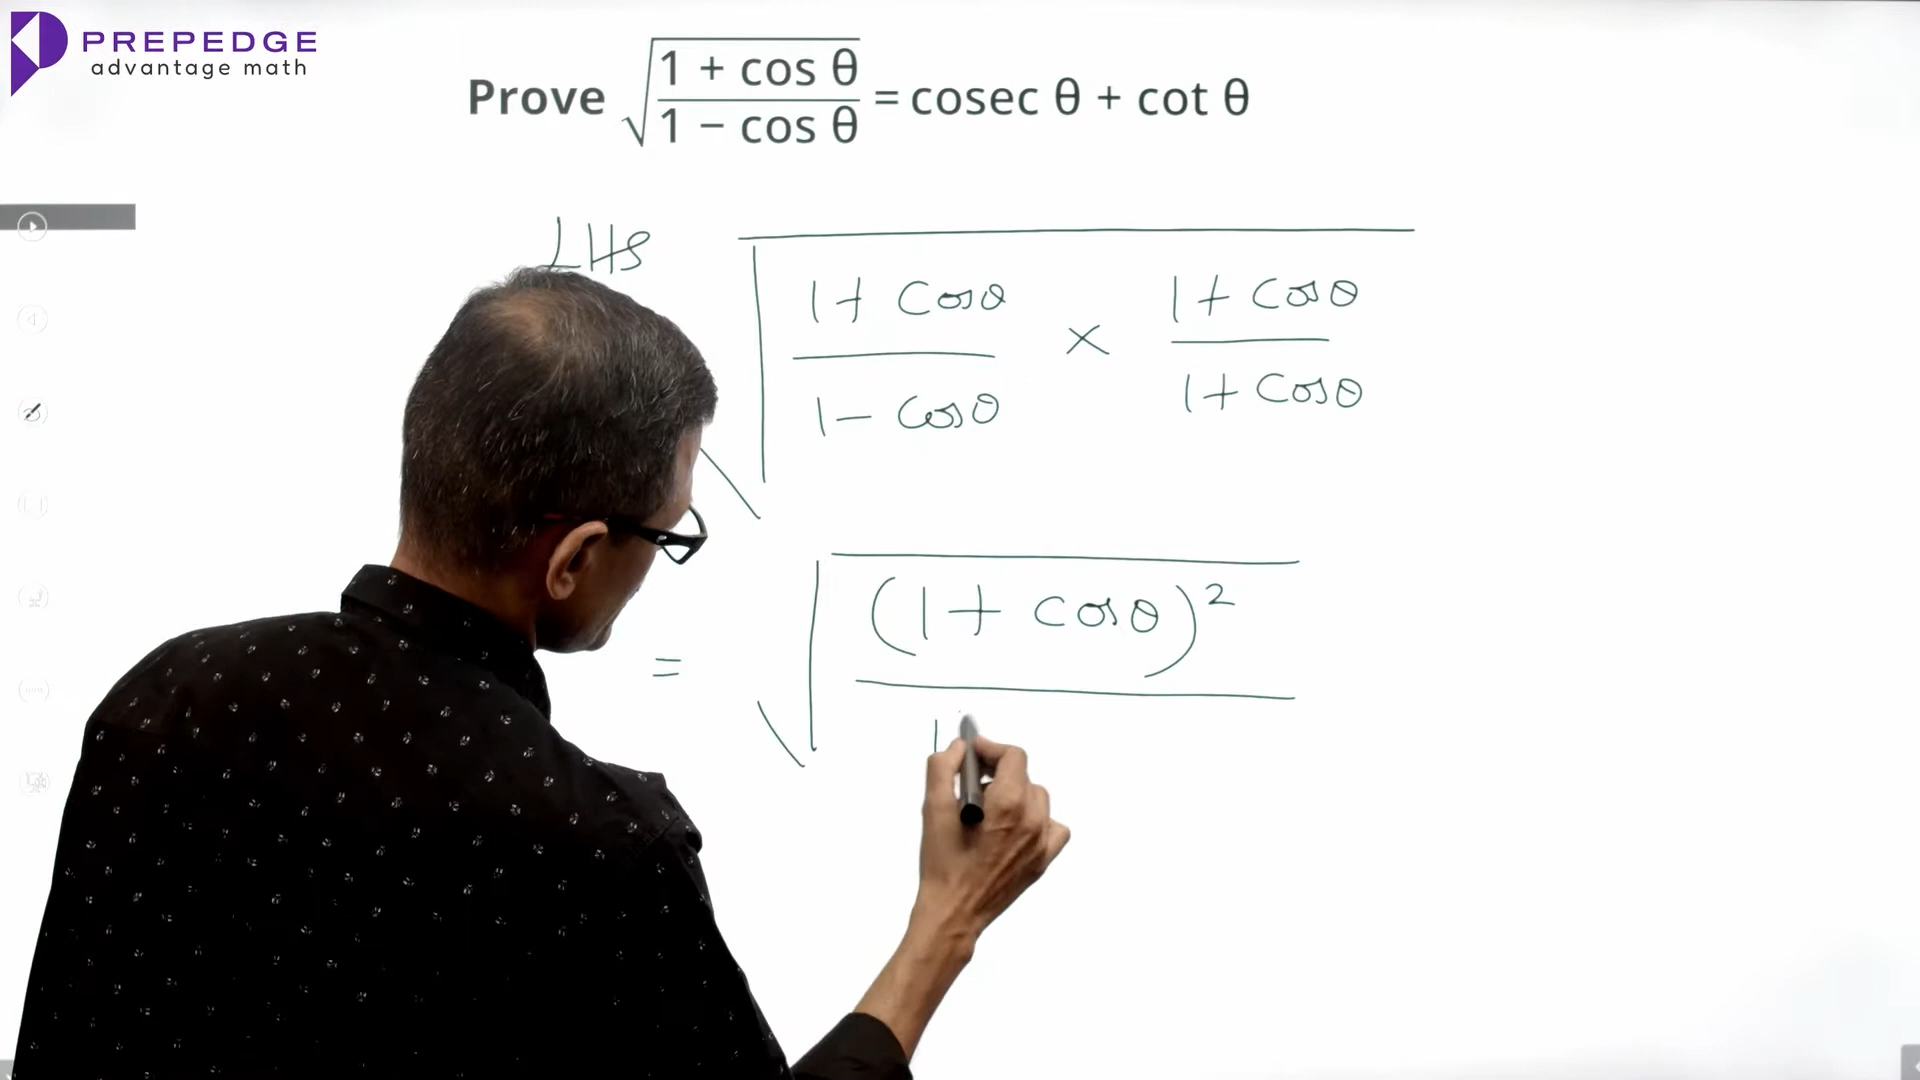 PREPEDGE
advantage math
Prove √((1 + cos θ)/(1 − cos θ)) = cosec θ + cot θ
LHS √((1 + cosθ)/(1 − cosθ) × (1 + cosθ)/(1 + cosθ))
= √((1 + cosθ)²/1